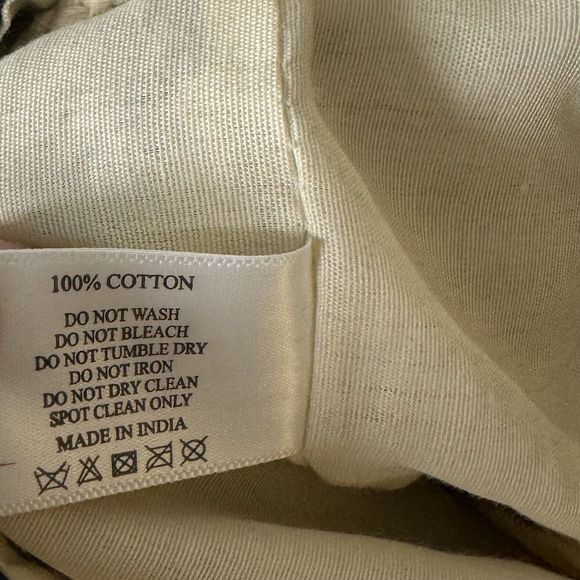 100% COTTON
DO NOT WASH
DO NOT BLEACH
DO NOT TUMBLE DRY
DO NOT IRON
DO NOT DRY CLEAN
SPOT CLEAN ONLY
MADE IN INDIA